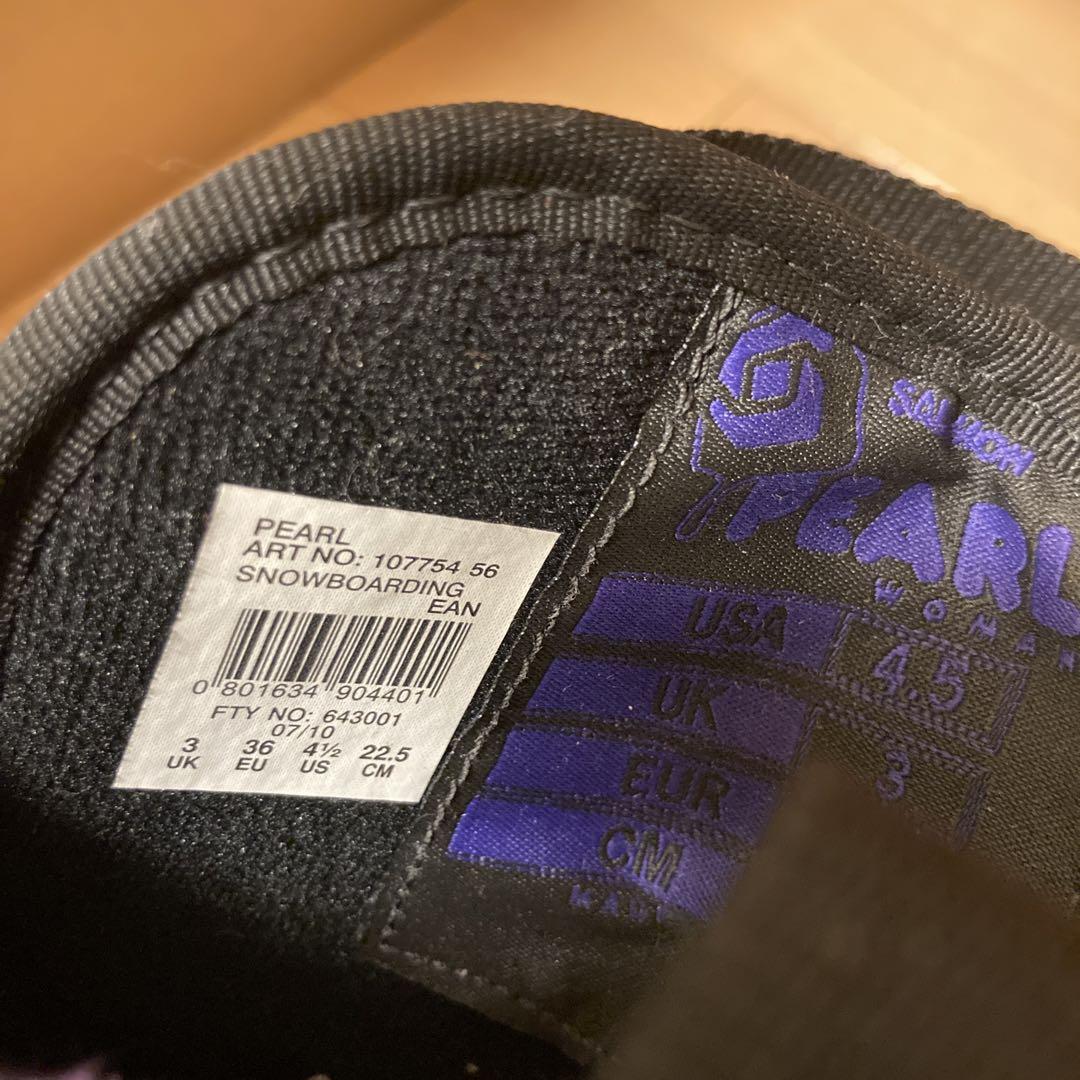 PEARL
ART NO: 107754 56
SNOWBOARDING
EAN
0 801634 904401
FTY NO: 643001
07/10
3 36 4½ 22.5
UK EU US CM
SALOMON
PEARL
WOMAN
USA 4.5
UK 3
EUR
CM